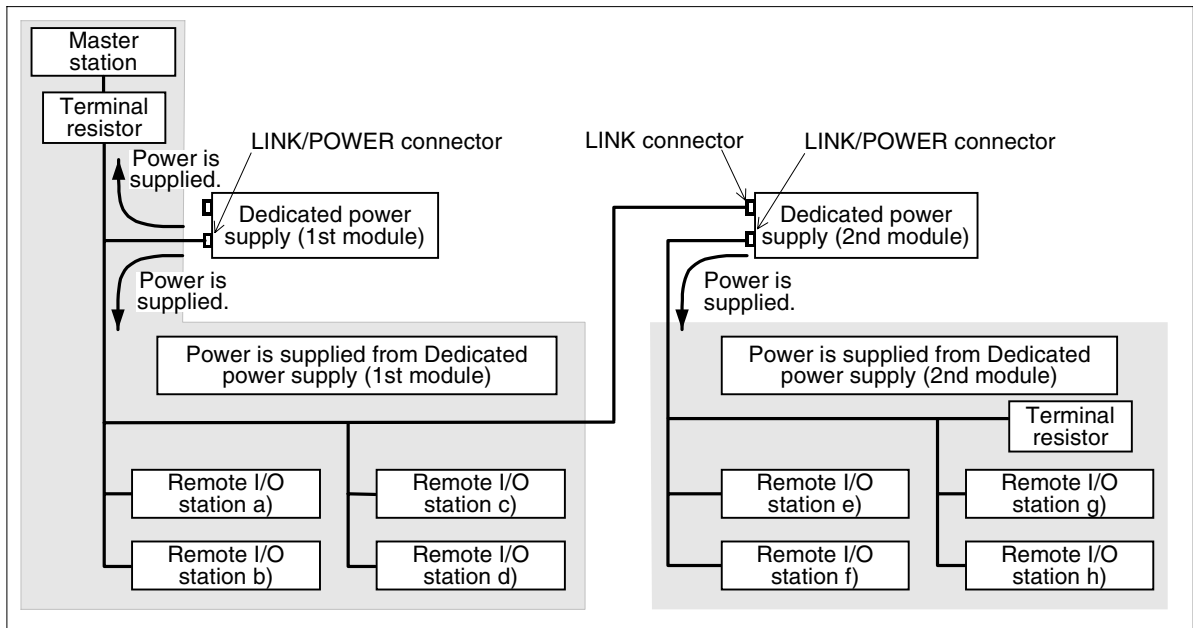 Master
station
Terminal
resistor
LINK/POWER connector
LINK connector
LINK/POWER connector
Power is
supplied.
Dedicated power
supply (1st module)
Dedicated power
supply (2nd module)
Power is
supplied.
Power is
supplied.
Power is supplied from Dedicated
power supply (1st module)
Power is supplied from Dedicated
power supply (2nd module)
Terminal
resistor
Remote I/O
station a)
Remote I/O
station c)
Remote I/O
station e)
Remote I/O
station g)
Remote I/O
station b)
Remote I/O
station d)
Remote I/O
station f)
Remote I/O
station h)